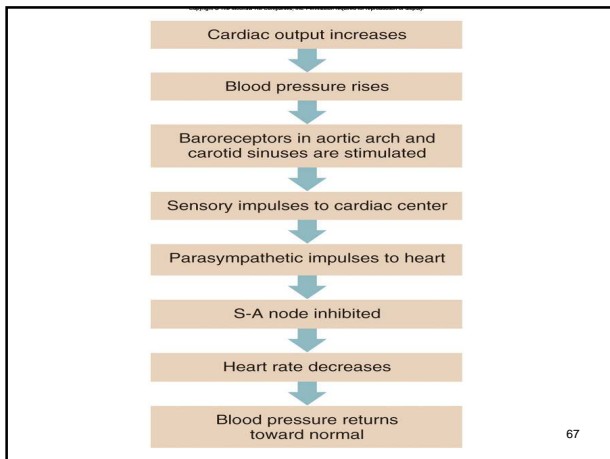 Cardiac output increases
Blood pressure rises
Baroreceptors in aortic arch and
carotid sinuses are stimulated
Sensory impulses to cardiac center
Parasympathetic impulses to heart
S-A node inhibited
Heart rate decreases
Blood pressure returns
toward normal
67